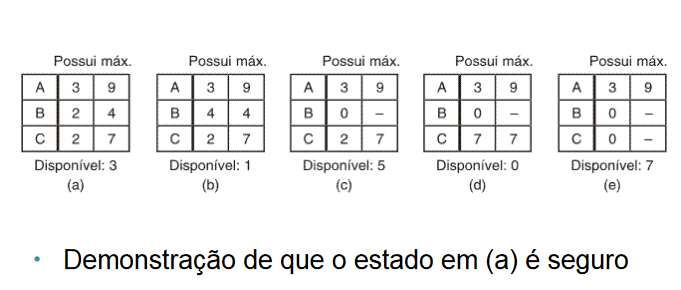 Possui máx. Possui máx. Possui máx. Possui máx. Possui máx.
A 3 9 A 3 9 A 3 9 A 3 9 A 3 9
B 2 4 B 4 4 B 0 – B 0 – B 0 –
C 2 7 C 2 7 C 2 7 C 7 7 C 0 –
Disponível: 3 Disponível: 1 Disponível: 5 Disponível: 0 Disponível: 7
(a) (b) (c) (d) (e)
• Demonstração de que o estado em (a) é seguro